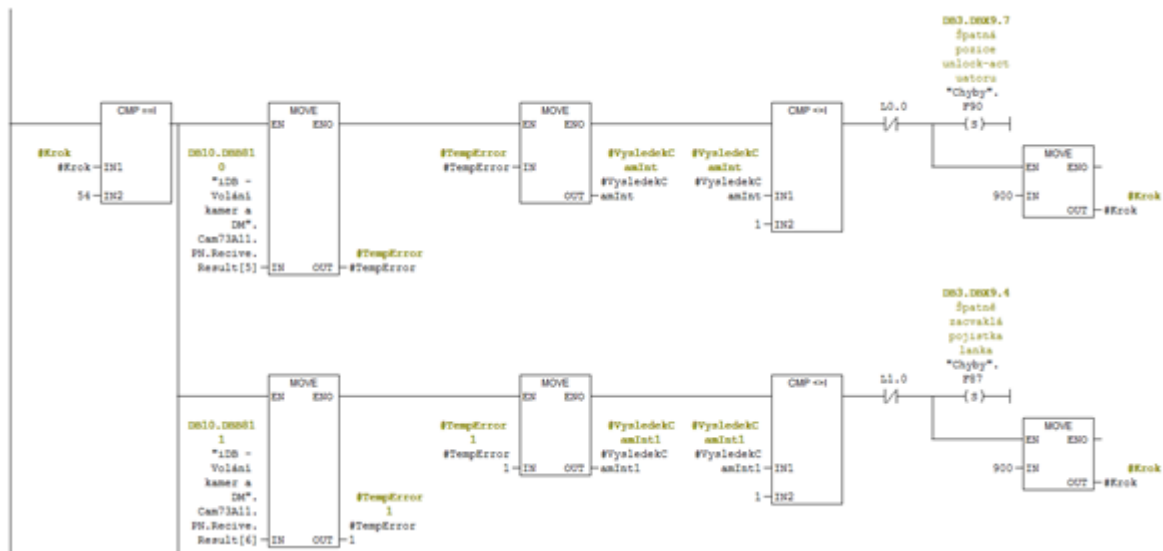 DB3.DBX9.7
Špatná
pozice
unlock-act
uatoru
"Chyby".
F90
(S)
CMP ==I
MOVE
MOVE
CMP <>I
L0.0
EN ENO
EN ENO
#Krok
#Krok
IN1
54
IN2
DB10.DBB81
0
"iDB -
Volání
kamer a
DM".
Cam73A11.
PN.Recive.
Result[5]
IN OUT
#TempError
#TempError
#TempError
#TempError
IN
OUT
#VysledekC
amInt
#VysledekC
amInt
#VysledekC
amInt
#VysledekC
amInt
IN1
1
IN2
MOVE
EN ENO
900
IN
OUT
#Krok
#Krok
DB3.DBX9.4
Špatně
zacvaklá
pojistka
lanka
"Chyby".
F87
(S)
MOVE
MOVE
CMP <>I
L1.0
EN ENO
EN ENO
DB10.DBB81
1
"iDB -
Volání
kamer a
DM".
Cam73A11.
PN.Recive.
Result[6]
IN OUT
#TempError
1
#TempError
1
#TempError
1
#TempError
1
IN
OUT
#VysledekC
amInt1
#VysledekC
amInt1
#VysledekC
amInt1
#VysledekC
amInt1
IN1
1
IN2
MOVE
EN ENO
900
IN
OUT
#Krok
#Krok